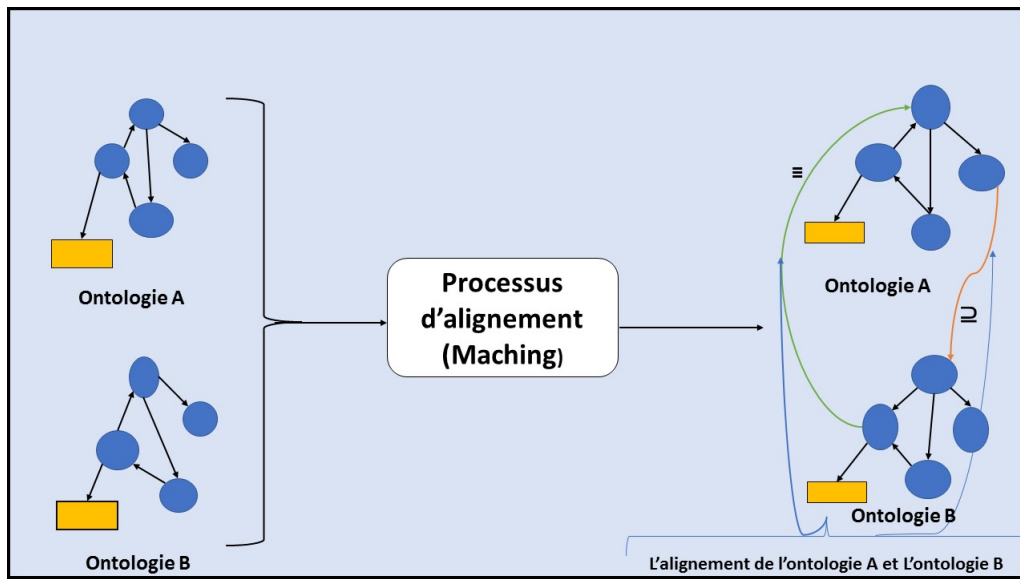 Ontologie A
Ontologie B
Processus
d'alignement
(Maching)
≡
Ontologie A
⊆
Ontologie B
L'alignement de l'ontologie A et L'ontologie B